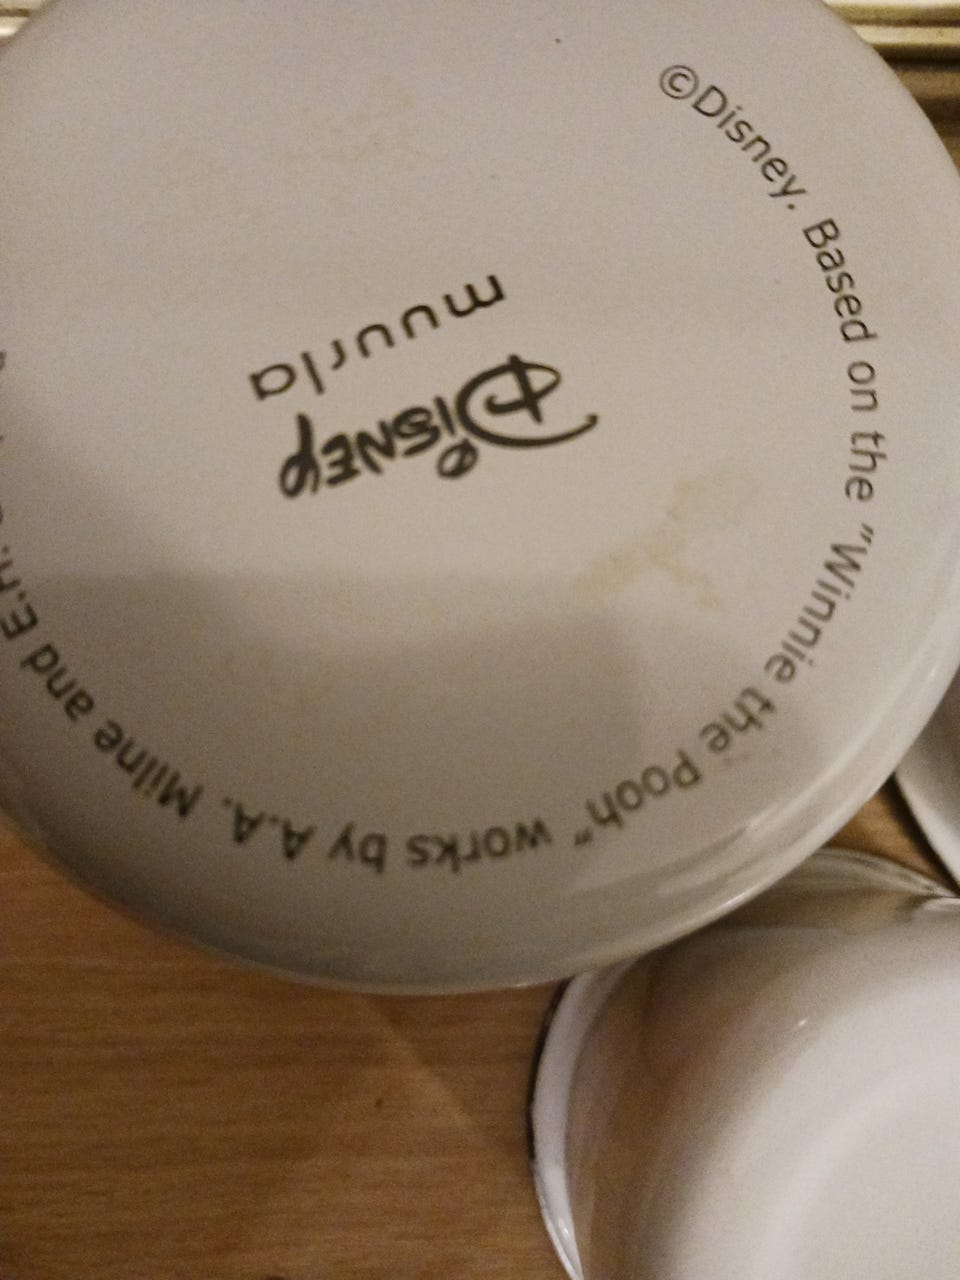 ©Disney. Based on the "Winnie the Pooh" works by A.A. Milne and E.H.
Disney
muurla